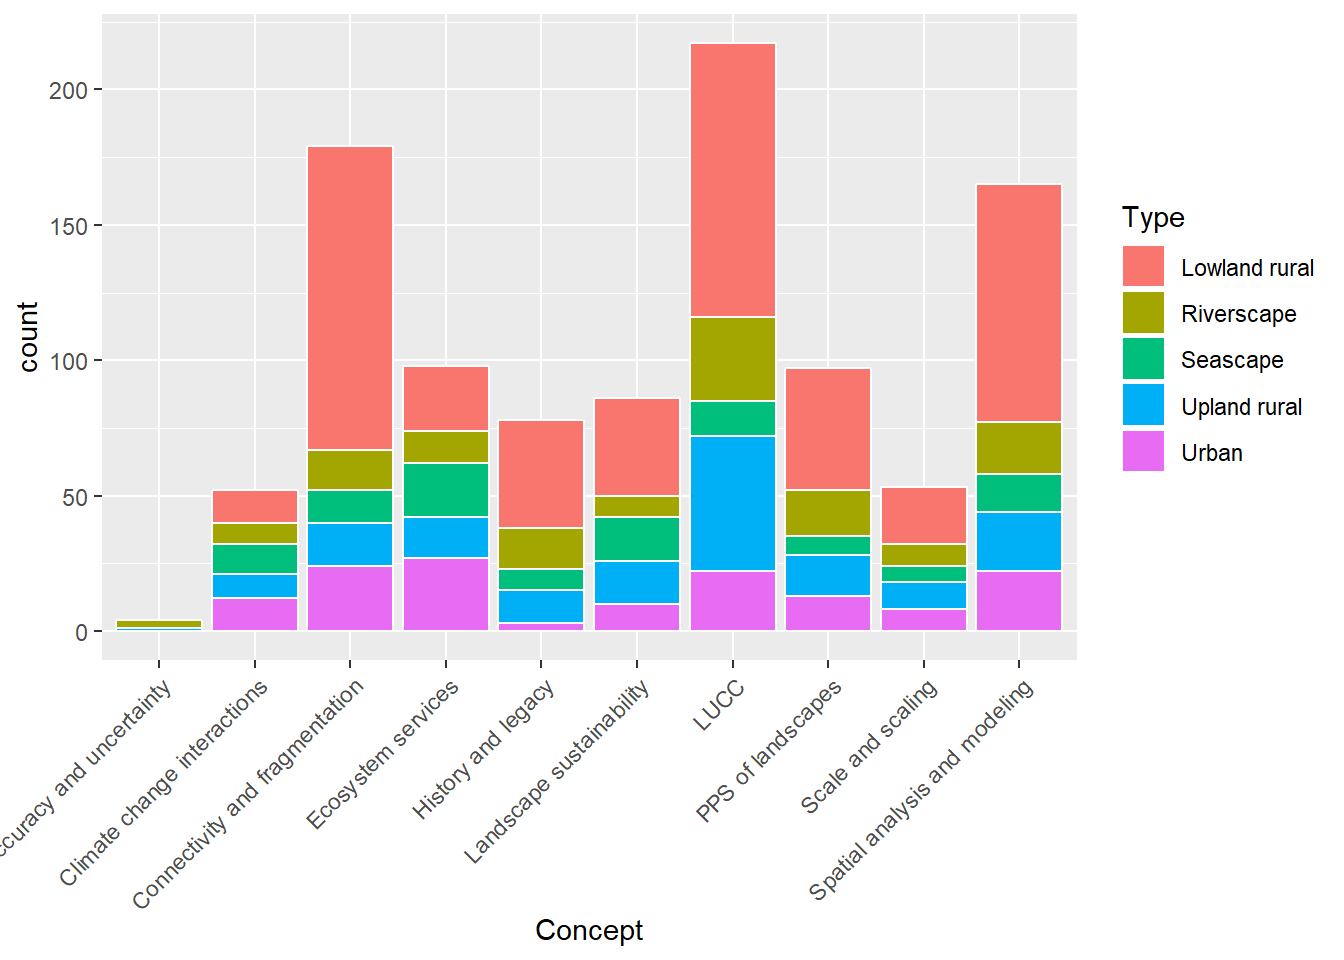 200
150
100
50
0
count
and uncertainty
Climate change interactions
Connectivity and fragmentation
Ecosystem services
History and legacy
Landscape sustainability
LUCC
PPS of landscapes
Scale and scaling
Spatial analysis and modeling
Concept
Type
Lowland rural
Riverscape
Seascape
Upland rural
Urban